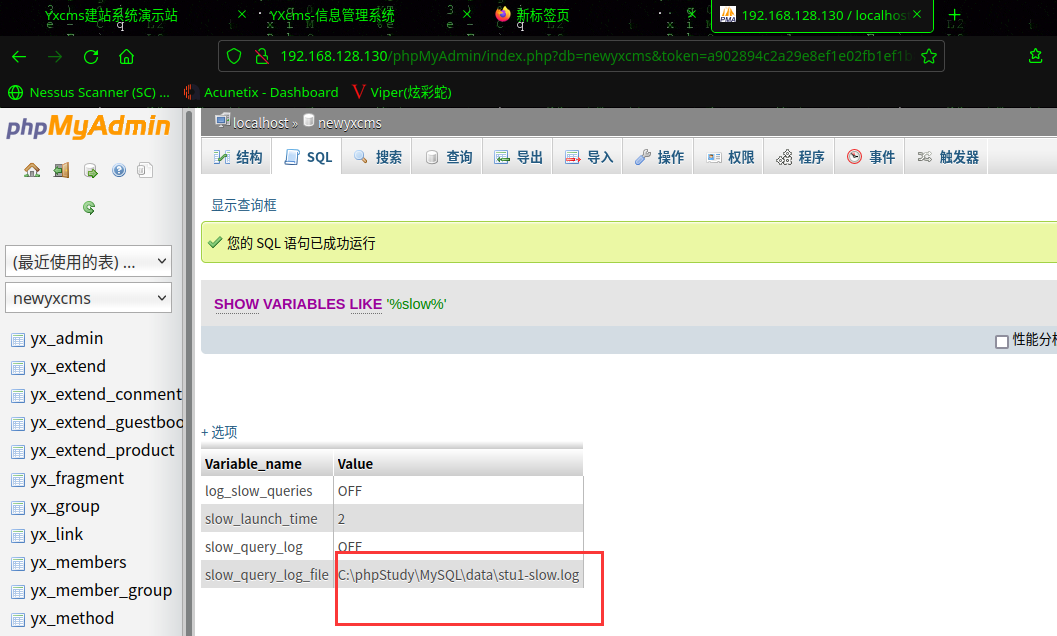 Yxcms建站系统演示站
YXcms-信息管理系统
新标签页
192.168.128.130 / localhos
192.168.128.130/phpMyAdmin/index.php?db=newyxcms&token=a902894c2a29e8ef1e02fb1ef1b
Nessus Scanner (SC) ...
Acunetix - Dashboard
Viper(炫彩蛇)
phpMyAdmin
localhost » newyxcms
结构
SQL
搜索
查询
导出
导入
操作
权限
程序
事件
触发器
(最近使用的表) ...
newyxcms
yx_admin
yx_extend
yx_extend_conment
yx_extend_guestboo
yx_extend_product
yx_fragment
yx_group
yx_link
yx_members
yx_member_group
yx_method
显示查询框
您的 SQL 语句已成功运行
SHOW VARIABLES LIKE '%slow%'
性能分析
+ 选项
Variable_name Value
log_slow_queries OFF
slow_launch_time 2
slow_query_log OFF
slow_query_log_file C:\phpStudy\MySQL\data\stu1-slow.log